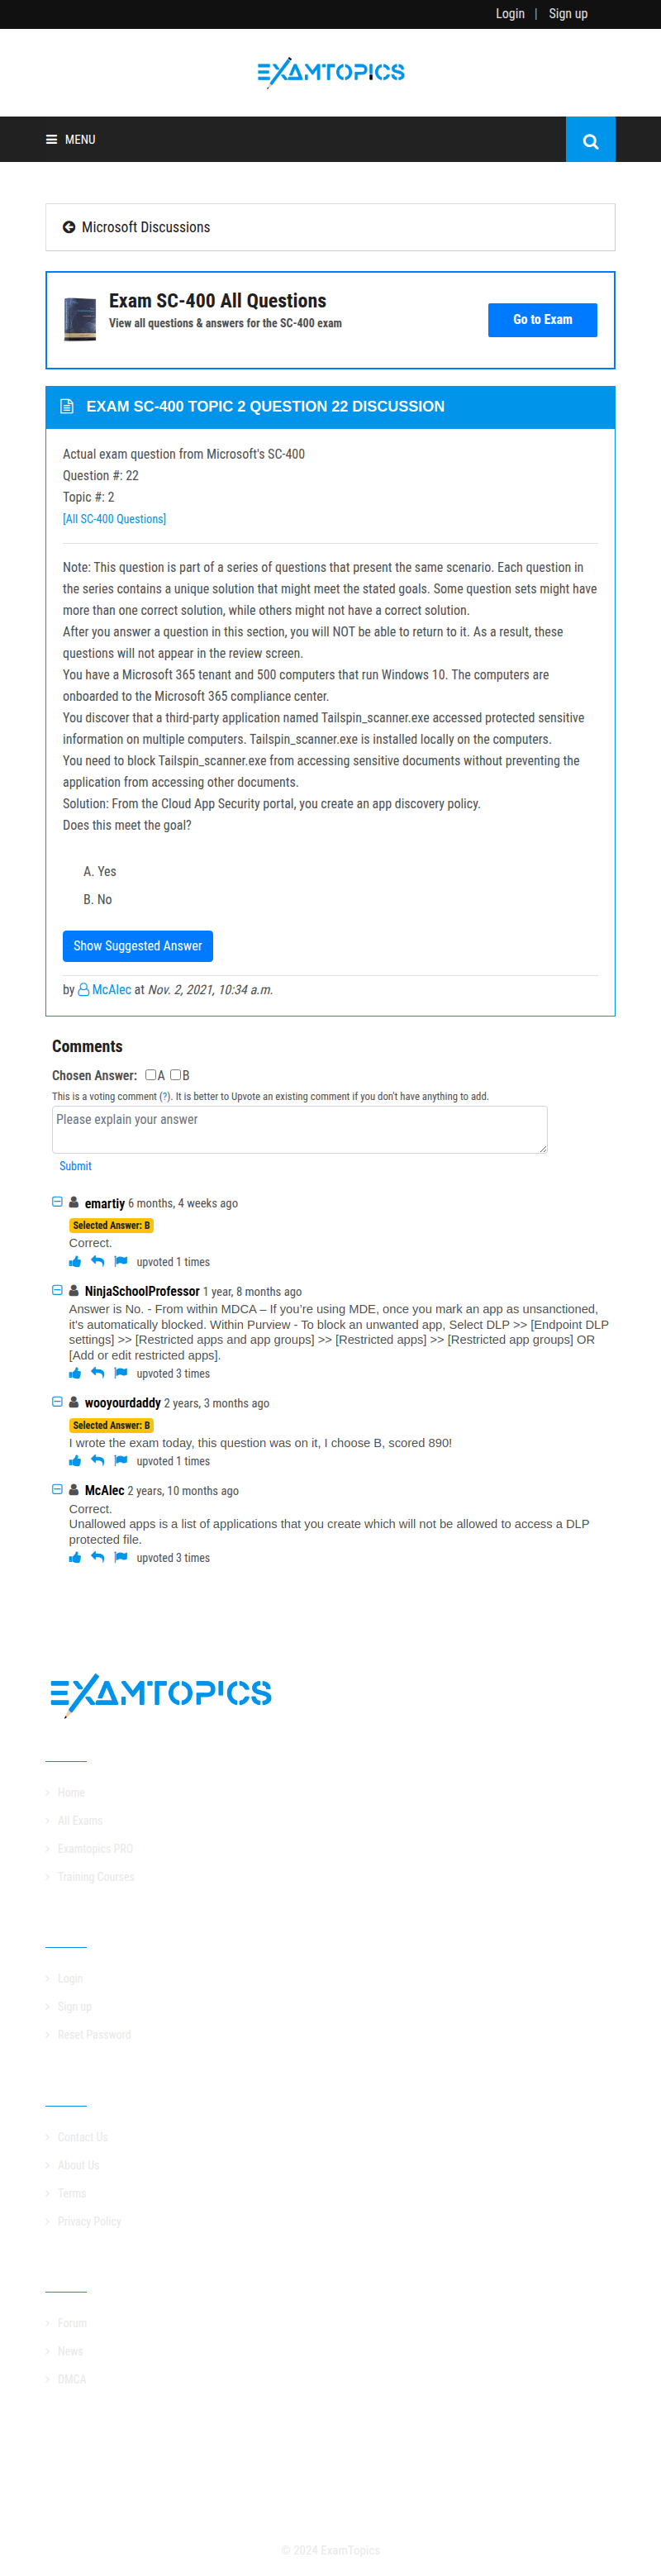 Login | Sign up
EXAMTOPICS
MENU
Microsoft Discussions
Exam SC-400 All Questions
View all questions & answers for the SC-400 exam
Go to Exam
EXAM SC-400 TOPIC 2 QUESTION 22 DISCUSSION
Actual exam question from Microsoft's SC-400
Question #: 22
Topic #: 2
[All SC-400 Questions]
Note: This question is part of a series of questions that present the same scenario. Each question in
the series contains a unique solution that might meet the stated goals. Some question sets might have
more than one correct solution, while others might not have a correct solution.
After you answer a question in this section, you will NOT be able to return to it. As a result, these
questions will not appear in the review screen.
You have a Microsoft 365 tenant and 500 computers that run Windows 10. The computers are
onboarded to the Microsoft 365 compliance center.
You discover that a third-party application named Tailspin_scanner.exe accessed protected sensitive
information on multiple computers. Tailspin_scanner.exe is installed locally on the computers.
You need to block Tailspin_scanner.exe from accessing sensitive documents without preventing the
application from accessing other documents.
Solution: From the Cloud App Security portal, you create an app discovery policy.
Does this meet the goal?
A. Yes
B. No
Show Suggested Answer
by McAlec at Nov. 2, 2021, 10:34 a.m.
Comments
Chosen Answer: A B
This is a voting comment (?). It is better to Upvote an existing comment if you don't have anything to add.
Please explain your answer
Submit
emartiy 6 months, 4 weeks ago
Selected Answer: B
Correct.
upvoted 1 times
NinjaSchoolProfessor 1 year, 8 months ago
Answer is No. - From within MDCA – If you’re using MDE, once you mark an app as unsanctioned,
it's automatically blocked. Within Purview - To block an unwanted app, Select DLP >> [Endpoint DLP
settings] >> [Restricted apps and app groups] >> [Restricted apps] >> [Restricted app groups] OR
[Add or edit restricted apps].
upvoted 3 times
wooyourdaddy 2 years, 3 months ago
Selected Answer: B
I wrote the exam today, this question was on it, I choose B, scored 890!
upvoted 1 times
McAlec 2 years, 10 months ago
Correct.
Unallowed apps is a list of applications that you create which will not be allowed to access a DLP
protected file.
upvoted 3 times
EXAMTOPICS
Home
All Exams
Examtopics PRO
Training Courses
Login
Sign up
Reset Password
Contact Us
About Us
Terms
Privacy Policy
Forum
News
DMCA
© 2024 ExamTopics